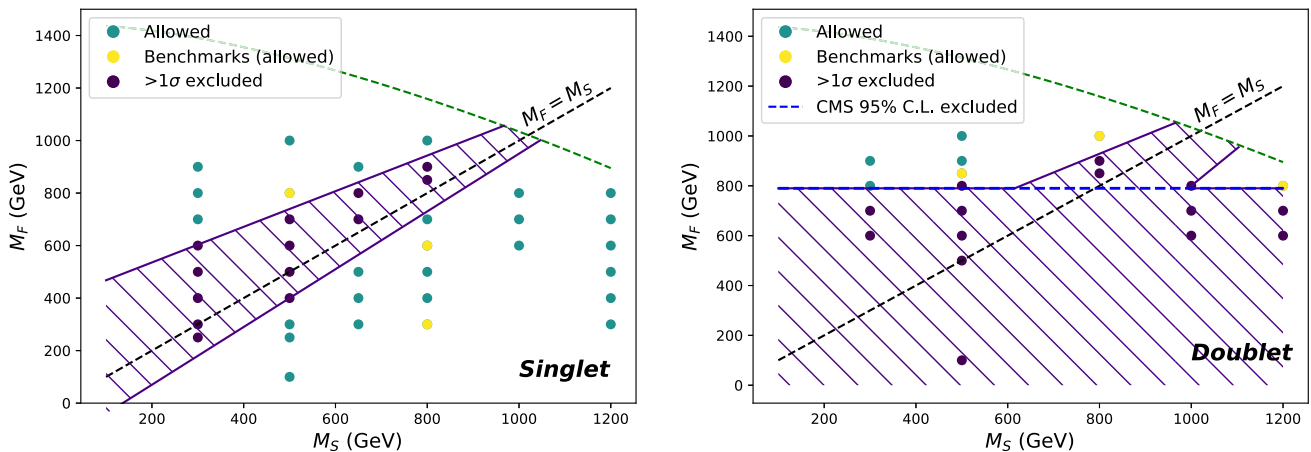 Allowed
Benchmarks (allowed)
>1σ excluded
M_F = M_S
Singlet
1400
1200
1000
800
600
400
200
0
M_F (GeV)
200
400
600
800
1000
1200
M_S (GeV)
Allowed
Benchmarks (allowed)
>1σ excluded
CMS 95% C.L. excluded
M_F = M_S
Doublet
1400
1200
1000
800
600
400
200
0
M_F (GeV)
200
400
600
800
1000
1200
M_S (GeV)